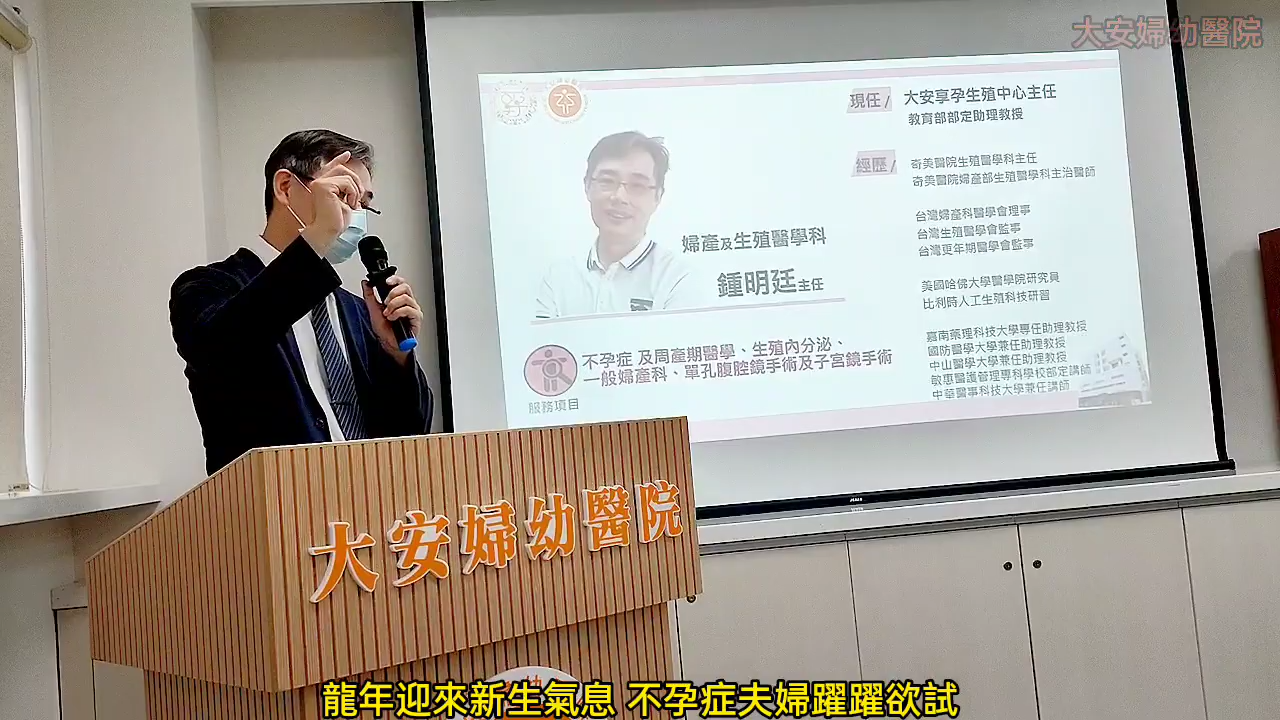 大安婦幼醫院
現任/
大安享孕生殖中心主任
教育部部定助理教授
經歷/
奇美醫院生殖醫學科主任
奇美醫院婦產部生殖醫學科主治醫師
台灣婦產科醫學會理事
台灣生殖醫學會監事
台灣更年期醫學會監事
美國哈佛大學醫學院研究員
比利時人工生殖科技研習
嘉南藥理科技大學專任助理教授
國防醫學大學兼任助理教授
中山醫學大學兼任助理教授
敏惠醫護管理專科學校部定講師
中華醫事科技大學兼任講師
婦產及生殖醫學科
鍾明廷主任
不孕症 及周產期醫學、生殖內分泌、
一般婦產科、單孔腹腔鏡手術及子宮鏡手術
服務項目
大安婦幼醫院
龍年迎來新生氣息 不孕症夫婦躍躍欲試